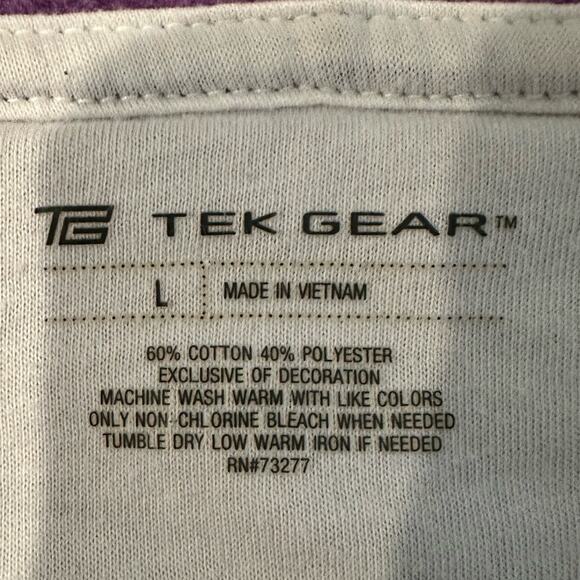 TG TEK GEAR™
L MADE IN VIETNAM
60% COTTON 40% POLYESTER
EXCLUSIVE OF DECORATION
MACHINE WASH WARM WITH LIKE COLORS
ONLY NON-CHLORINE BLEACH WHEN NEEDED
TUMBLE DRY LOW WARM IRON IF NEEDED
RN#73277